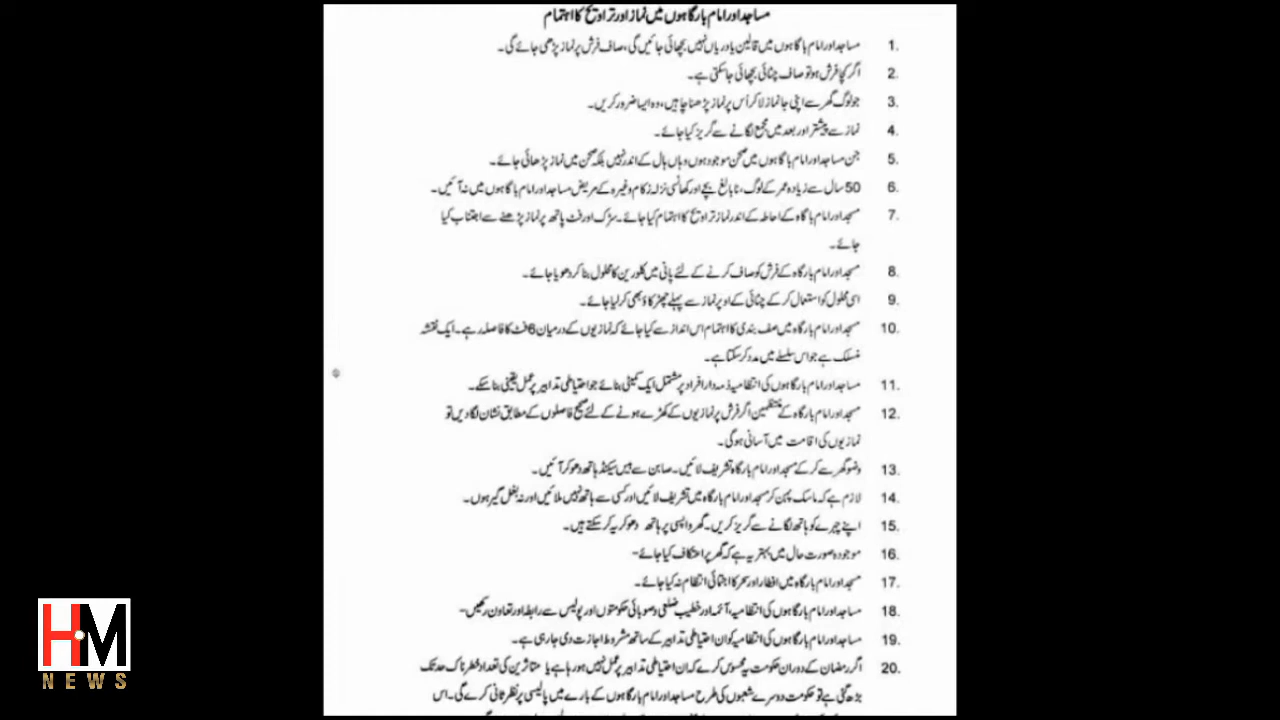 مساجد اور امام بارگاہوں میں نماز اور تراویح کا اہتمام
1. مساجد اور امام باگاہوں میں قالین یا دریاں نہیں بچھائی جائیں گی، صاف فرش پر نماز پڑھی جائے گی۔
2. اگر کچا فرش ہو تو صاف چٹائی بچھائی جا سکتی ہے۔
3. جو لوگ گھر سے اپنی جا نماز لا کر اُس پر نماز پڑھنا چاہیں، وہ ایسا ضرور کریں۔
4. نماز سے پیشتر اور بعد میں مجمع لگانے سے گریز کیا جائے۔
5. جن مساجد اور امام باگاہوں میں صحن موجود ہوں وہاں ہال کے اندر نہیں بلکہ صحن میں نماز پڑھائی جائے۔
6. 50 سال سے زیادہ عمر کے لوگ، نابالغ بچے اور کھانسی نزلہ زکام وغیرہ کے مریض مساجد اور امام باگاہوں میں نہ آئیں۔
7. مسجد اور امام باگاہ کے احاطہ کے اندر نماز تراویح کا اہتمام کیا جائے۔ سڑک اور فٹ پاتھ پر نماز پڑھنے سے اجتناب کیا
جائے۔
8. مسجد اور امام بارگاہ کے فرش کو صاف کرنے کے لئے پانی میں کلورین کا محلول بنا کر دھویا جائے۔
9. اسی محلول کو استعمال کر کے چٹائی کے اوپر نماز سے پہلے چھڑکاؤ بھی کر لیا جائے۔
10. مسجد اور امام بارگاہ میں صف بندی کا اہتمام اس انداز سے کیا جائے کہ نمازیوں کے درمیان 6 فٹ کا فاصلہ رہے۔ ایک نقشہ
منسلک ہے جو اس سلسلے میں مدد کر سکتا ہے۔
11. مساجد اور امام بارگاہوں کی انتظامیہ ذمہ دار افراد پر مشتمل ایک کمیٹی بنائے جو احتیاطی تدابیر پر عمل یقینی بنا سکے۔
12. مسجد اور امام بارگاہ کے منتظمین اگر فرش پر نمازیوں کے کھڑے ہونے کے لئے صحیح فاصلوں کے مطابق نشان لگا دیں تو
نمازیوں کی اقامت میں آسانی ہوگی۔
13. وضو گھر سے کر کے مسجد اور امام بارگاہ تشریف لائیں۔ صابن سے بیس سیکنڈ ہاتھ دھو کر آئیں۔
14. لازم ہے کہ ماسک پہن کر مسجد اور امام بارگاہ میں تشریف لائیں اور کسی سے ہاتھ نہیں ملائیں اور نہ بغل گیر ہوں۔
15. اپنے چہرے کو ہاتھ لگانے سے گریز کریں۔ گھر واپسی پر ہاتھ دھو کر یہ کر سکتے ہیں۔
16. موجودہ صورت حال میں بہتر یہ ہے کہ گھر پر اعتکاف کیا جائے-
17. مسجد اور امام بارگاہ میں افطار اور سحر کا اجتمائی انتظام نہ کیا جائے۔
18. مساجد اور امام بارگاہوں کی انتظامیہ، آئمہ اور خطیب ضلعی وصوبائی حکومتوں اور پولیس سے رابطہ اور تعاون رکھیں-
19. مساجد اور امام بارگاہوں کی انتظامیہ کو ان احتیاطی تدابیر کے ساتھ مشروط اجازت دی جا رہی ہے۔
20. اگر رمضان کے دوران حکومت یہ محسوس کرے کہ ان احتیاطی تدابیر پر عمل نہیں ہو رہا ہے یا متاثرین کی تعداد خطرناک حد تک
بڑھ گئی ہے تو حکومت دوسرے شعبوں کی طرح مساجد اور امام بارگاہوں کے بارے میں پالیسی پر نظر ثانی کرے گی۔ اس
HM
NEWS